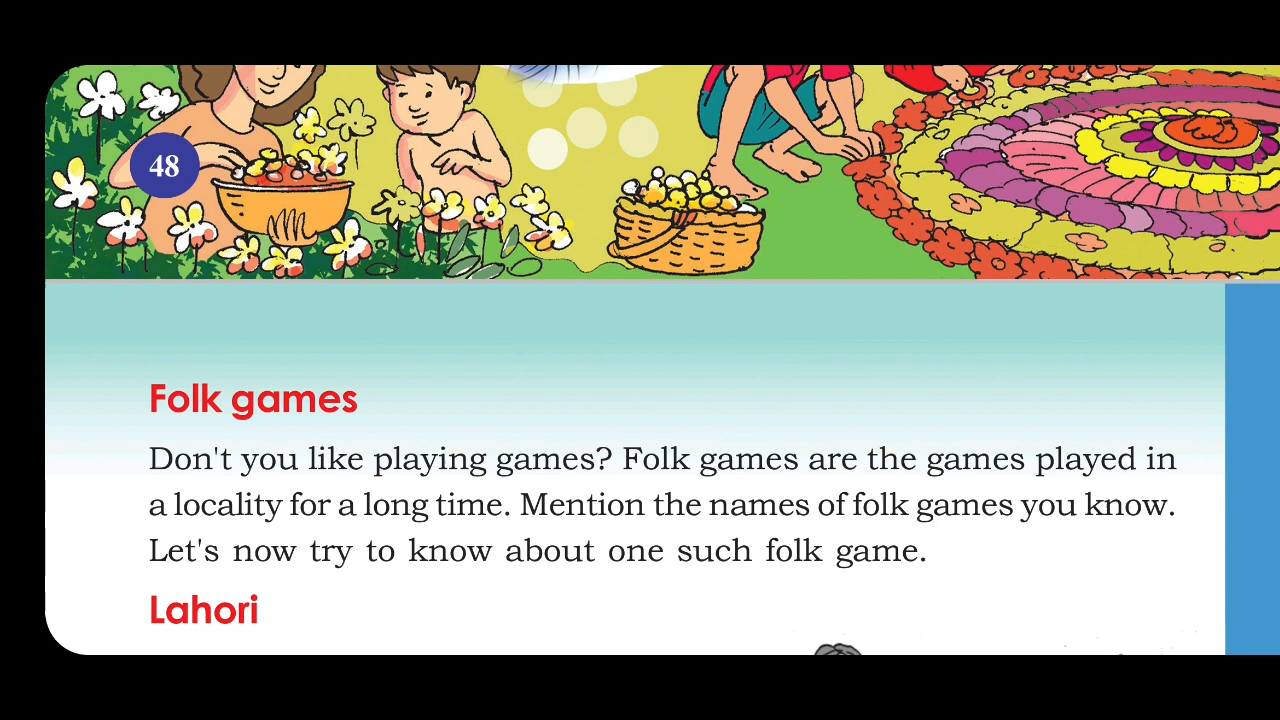 48
Folk games
Don't you like playing games? Folk games are the games played in
a locality for a long time. Mention the names of folk games you know.
Let's now try to know about one such folk game.
Lahori